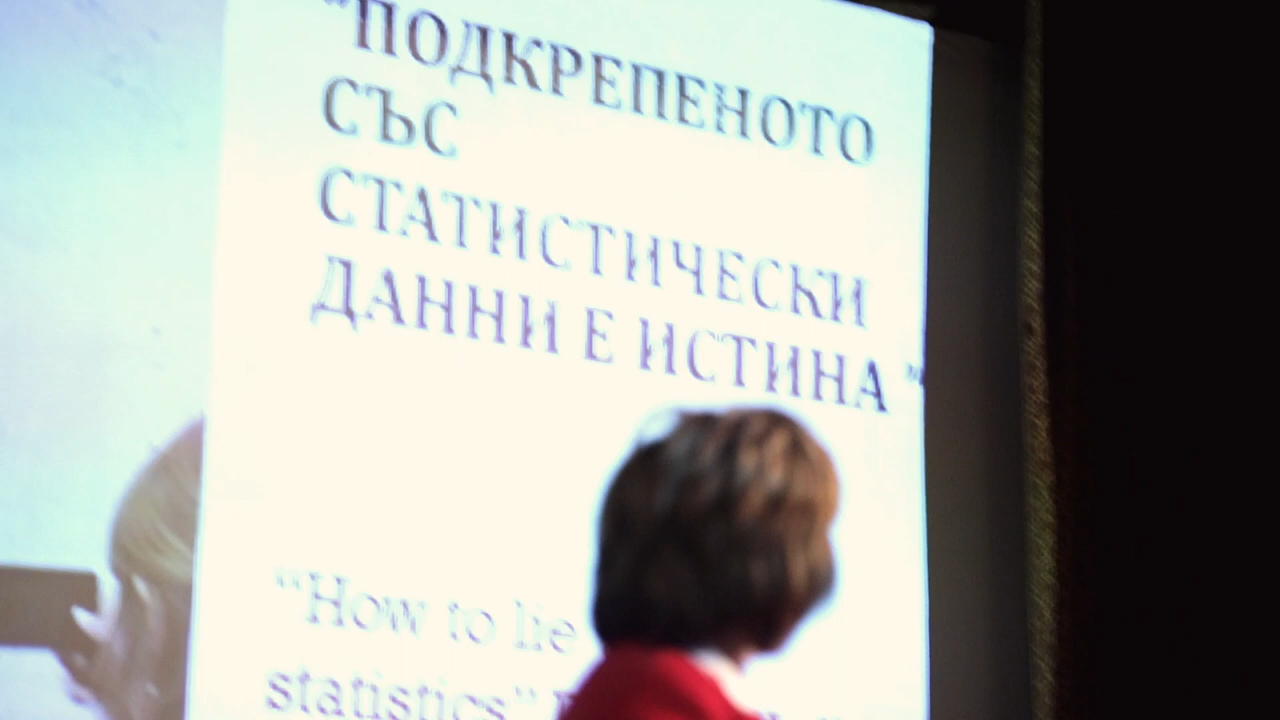 "ПОДКРЕПЕНОТО
СЪС
СТАТИСТИЧЕСКИ
ДАННИ Е ИСТИНА "
"How to lie
statistics"